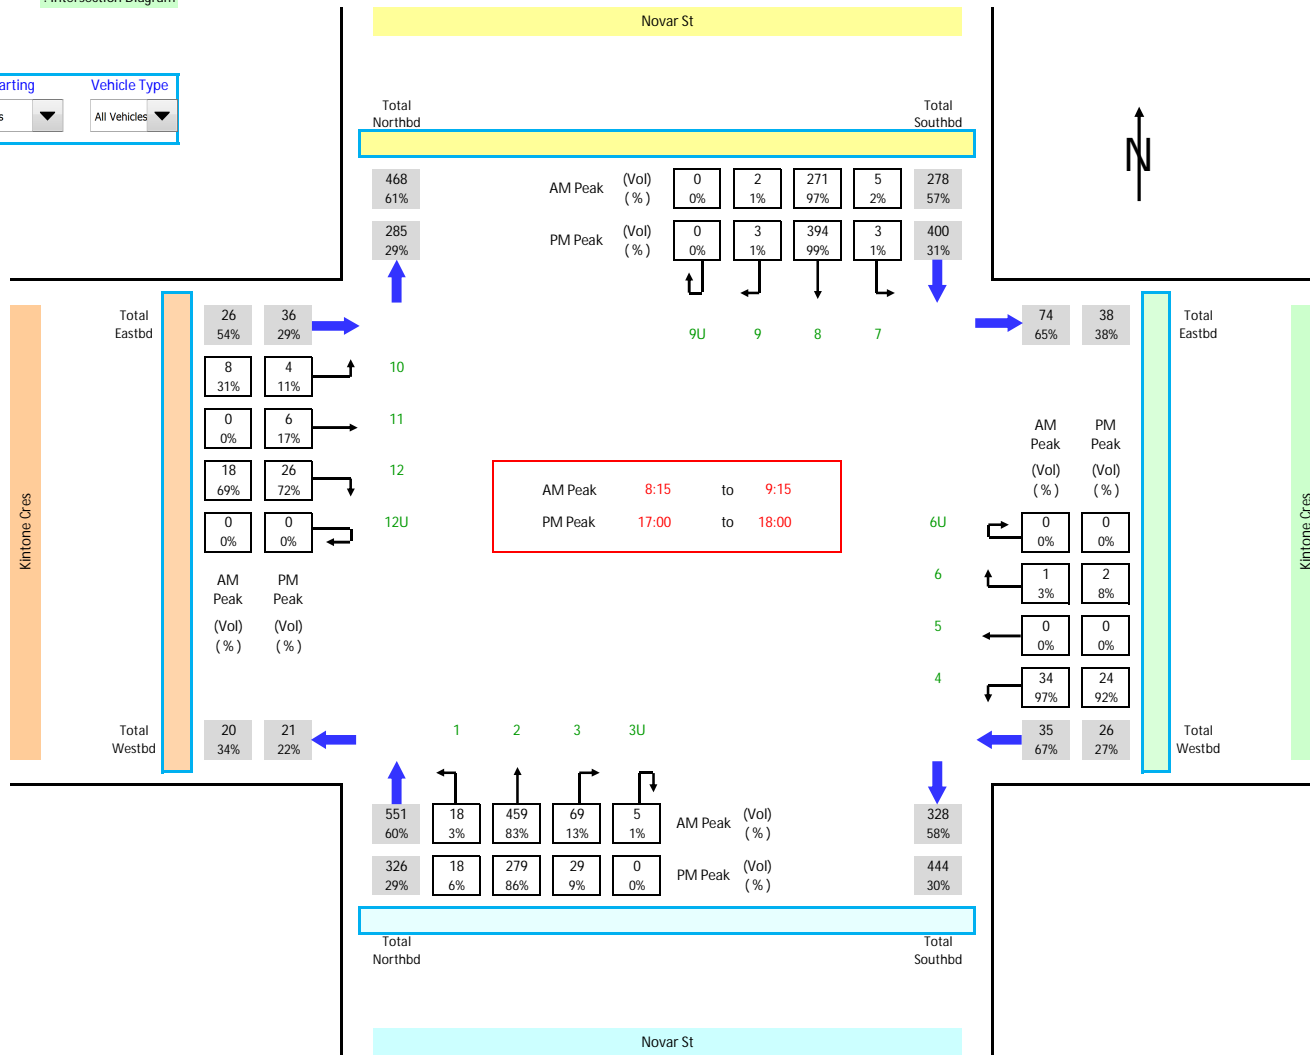 Intersection Diagram
Novar St
arting Vehicle Type
s All Vehicles
Total Northbd
Total Southbd
N
468 61%
AM Peak (Vol) (%) 0 0% 2 1% 271 97% 5 2% 278 57%
285 29%
PM Peak (Vol) (%) 0 0% 3 1% 394 99% 3 1% 400 31%
9U 9 8 7
Total Eastbd 26 54% 36 29%
74 65% 38 38% Total Eastbd
8 31% 4 11% 10
0 0% 6 17% 11
18 69% 26 72% 12
0 0% 0 0% 12U
AM Peak (Vol) (%) PM Peak (Vol) (%)
Kintone Cres
AM Peak 8:15 to 9:15
PM Peak 17:00 to 18:00
AM Peak (Vol) (%) PM Peak (Vol) (%)
6U 0 0% 0 0%
6 1 3% 2 8%
5 0 0% 0 0%
4 34 97% 24 92%
Kintone Cres
Total Westbd 20 34% 21 22%
35 67% 26 27% Total Westbd
1 2 3 3U
551 60% 18 3% 459 83% 69 13% 5 1% AM Peak (Vol) (%)
328 58%
326 29% 18 6% 279 86% 29 9% 0 0% PM Peak (Vol) (%)
444 30%
Total Northbd
Total Southbd
Novar St